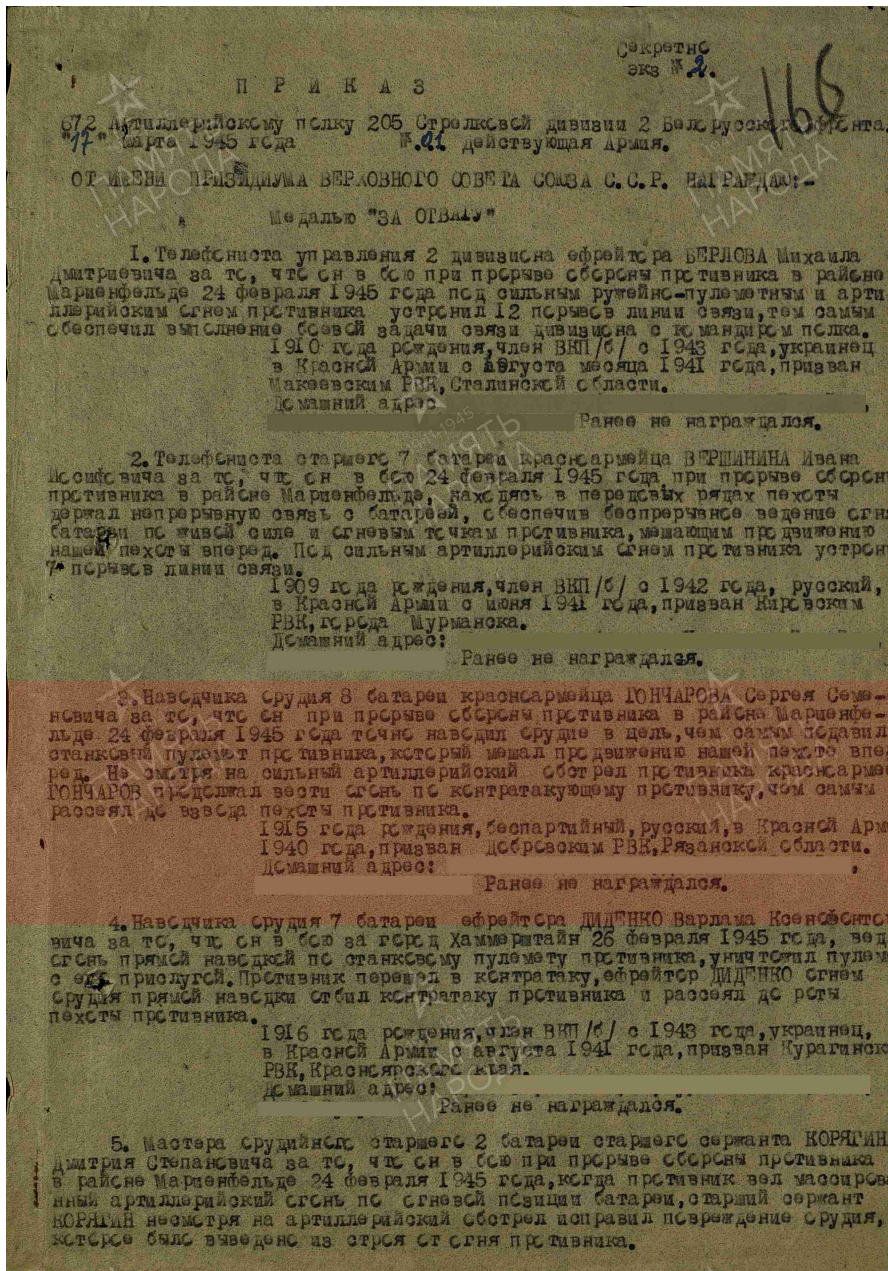 Секретно
экз № 2.
166
П Р И К А З
672 Артиллерийскому полку 205 Стрелковой дивизии 2 Белорусского фронта.
"17" марта 1945 года №.01 Действующая Армия.
ОТ ИМЕНИ ПРИЗИДИУМА ВЕРХОВНОГО СОВЕТА СОЮЗА С.С.Р. НАГРАЖДАЮ:-
Медалью "ЗА ОТВАГУ"
1.Телефониста управления 2 дивизиона ефрейтора БЕРЛОВА Михаила
Дмитриевича за то, что он в бою при прорыве обороны противника в районе
Мариенфельде 24 февраля 1945 года под сильным ружейно-пулеметным и арти
ллерийским огнем противника устронил 12 порывов линии связи,тем самым
обеспечил выполнение боевой задачи связи дивизиона с командиром полка.
1910 года рождения,член ВКП/б/ с 1943 года,украинец
в Красной Армии с августа месяца 1941 года,призван
Макеевским РВК,Сталинской области.
Домашний адрес ,
Ранее не награждался.
2.Телефониста старшего 7 батареи красноармейца ВЕРШИНИНА Ивана
Иосифовича за то, что он в бою 24 февраля 1945 года при прорыве оборон
противника в районе Мариенфельде, находясь в передовых рядах пехоты
держал непрерывную связь с батареей, обеспечив беспрерывное ведение огн
батареи по живой силе и огневым точкам противника,мешающим продвижению
нашей пехоты вперед. Под сильным артиллерийским огнем противника устрон
7 порывов линии связи.
1909 года рождения,член ВКП/б/ с 1942 года, русский,
в Красной Армии с июня 1941 года,призван Кировским
РВК,города Мурманска.
Домашний адрес:
Ранее не награждался.
3.Наводчика орудия 8 батареи красноармейца ГОНЧАРОВА Сергея Семе-
новича за то, что он при прорыве обороны противника в районе Мариенфе-
льде 24 февраля 1945 года точно наводил орудие в цель,чем самым подавил
станковый пулемет противника,который мешал продвижению нашей пехоте впе
ред. Не смотря на сильный артиллерийский обстрел противника красноармее
ГОНЧАРОВ продолжал вести огонь по контратакующему противнику,чем самым
рассеял до взвода пехоты противника.
1915 года рождения,беспартийный,русский,в Красной Арм
1940 года,призван Добровским РВК,Рязанской области.
Домашний адрес: ,
Ранее не награждался.
4.Наводчика орудия 7 батареи ефрейтора ДИДЕНКО Варлама Ксенофонто
вича за то, что он в бою за город Хаммерштайн 26 февраля 1945 года, вед
огонь прямой наводкой по станковому пулемету противника,уничтожил пулем
с его прислугой.Противник перешел в контратаку,ефрейтор ДИДЕНКО огнем
орудия прямой наводки отбил контратаку противника и рассеял до роты
пехоты противника.
1916 года рождения,член ВКП/б/ с 1943 года,украинец,
в Красной Армии с августа 1941 года,призван Курагинск
РВК,Красноярского края.
Домашний адрес:
Ранее не награждался.
5. Мастера орудийного старшего 2 батареи старшего сержанта КОРЯГИН
Дмитрия Степановича за то, что он в бою при прорыве обороны противника
в районе Мариенфельде 24 февраля 1945 года,когда противник вел массирова
нный артиллерийский огонь по огневой позиции батареи,старший сержант
КОРЯГИН несмотря на артиллерийский обстрел исправил повреждение орудия,
которое было выведено из строя от огня противника.